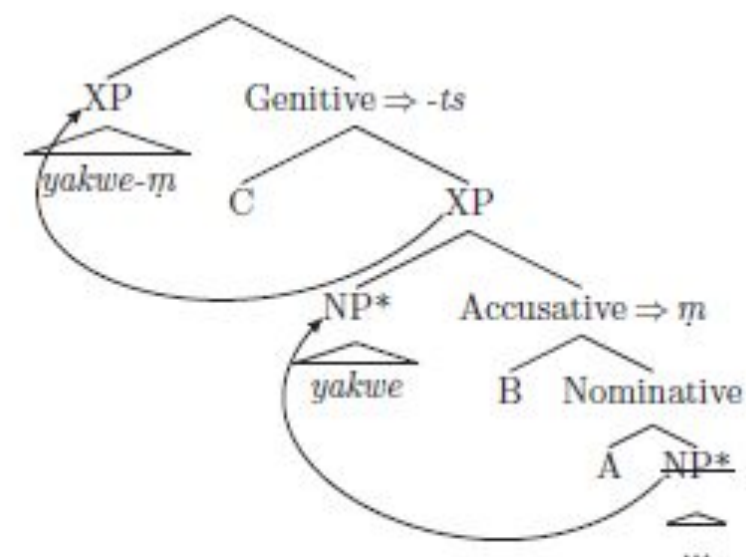 XP Genitive ⇒ -ts
yakwe-m̥
C XP
NP* Accusative ⇒ m̥
yakwe B Nominative
A NP*